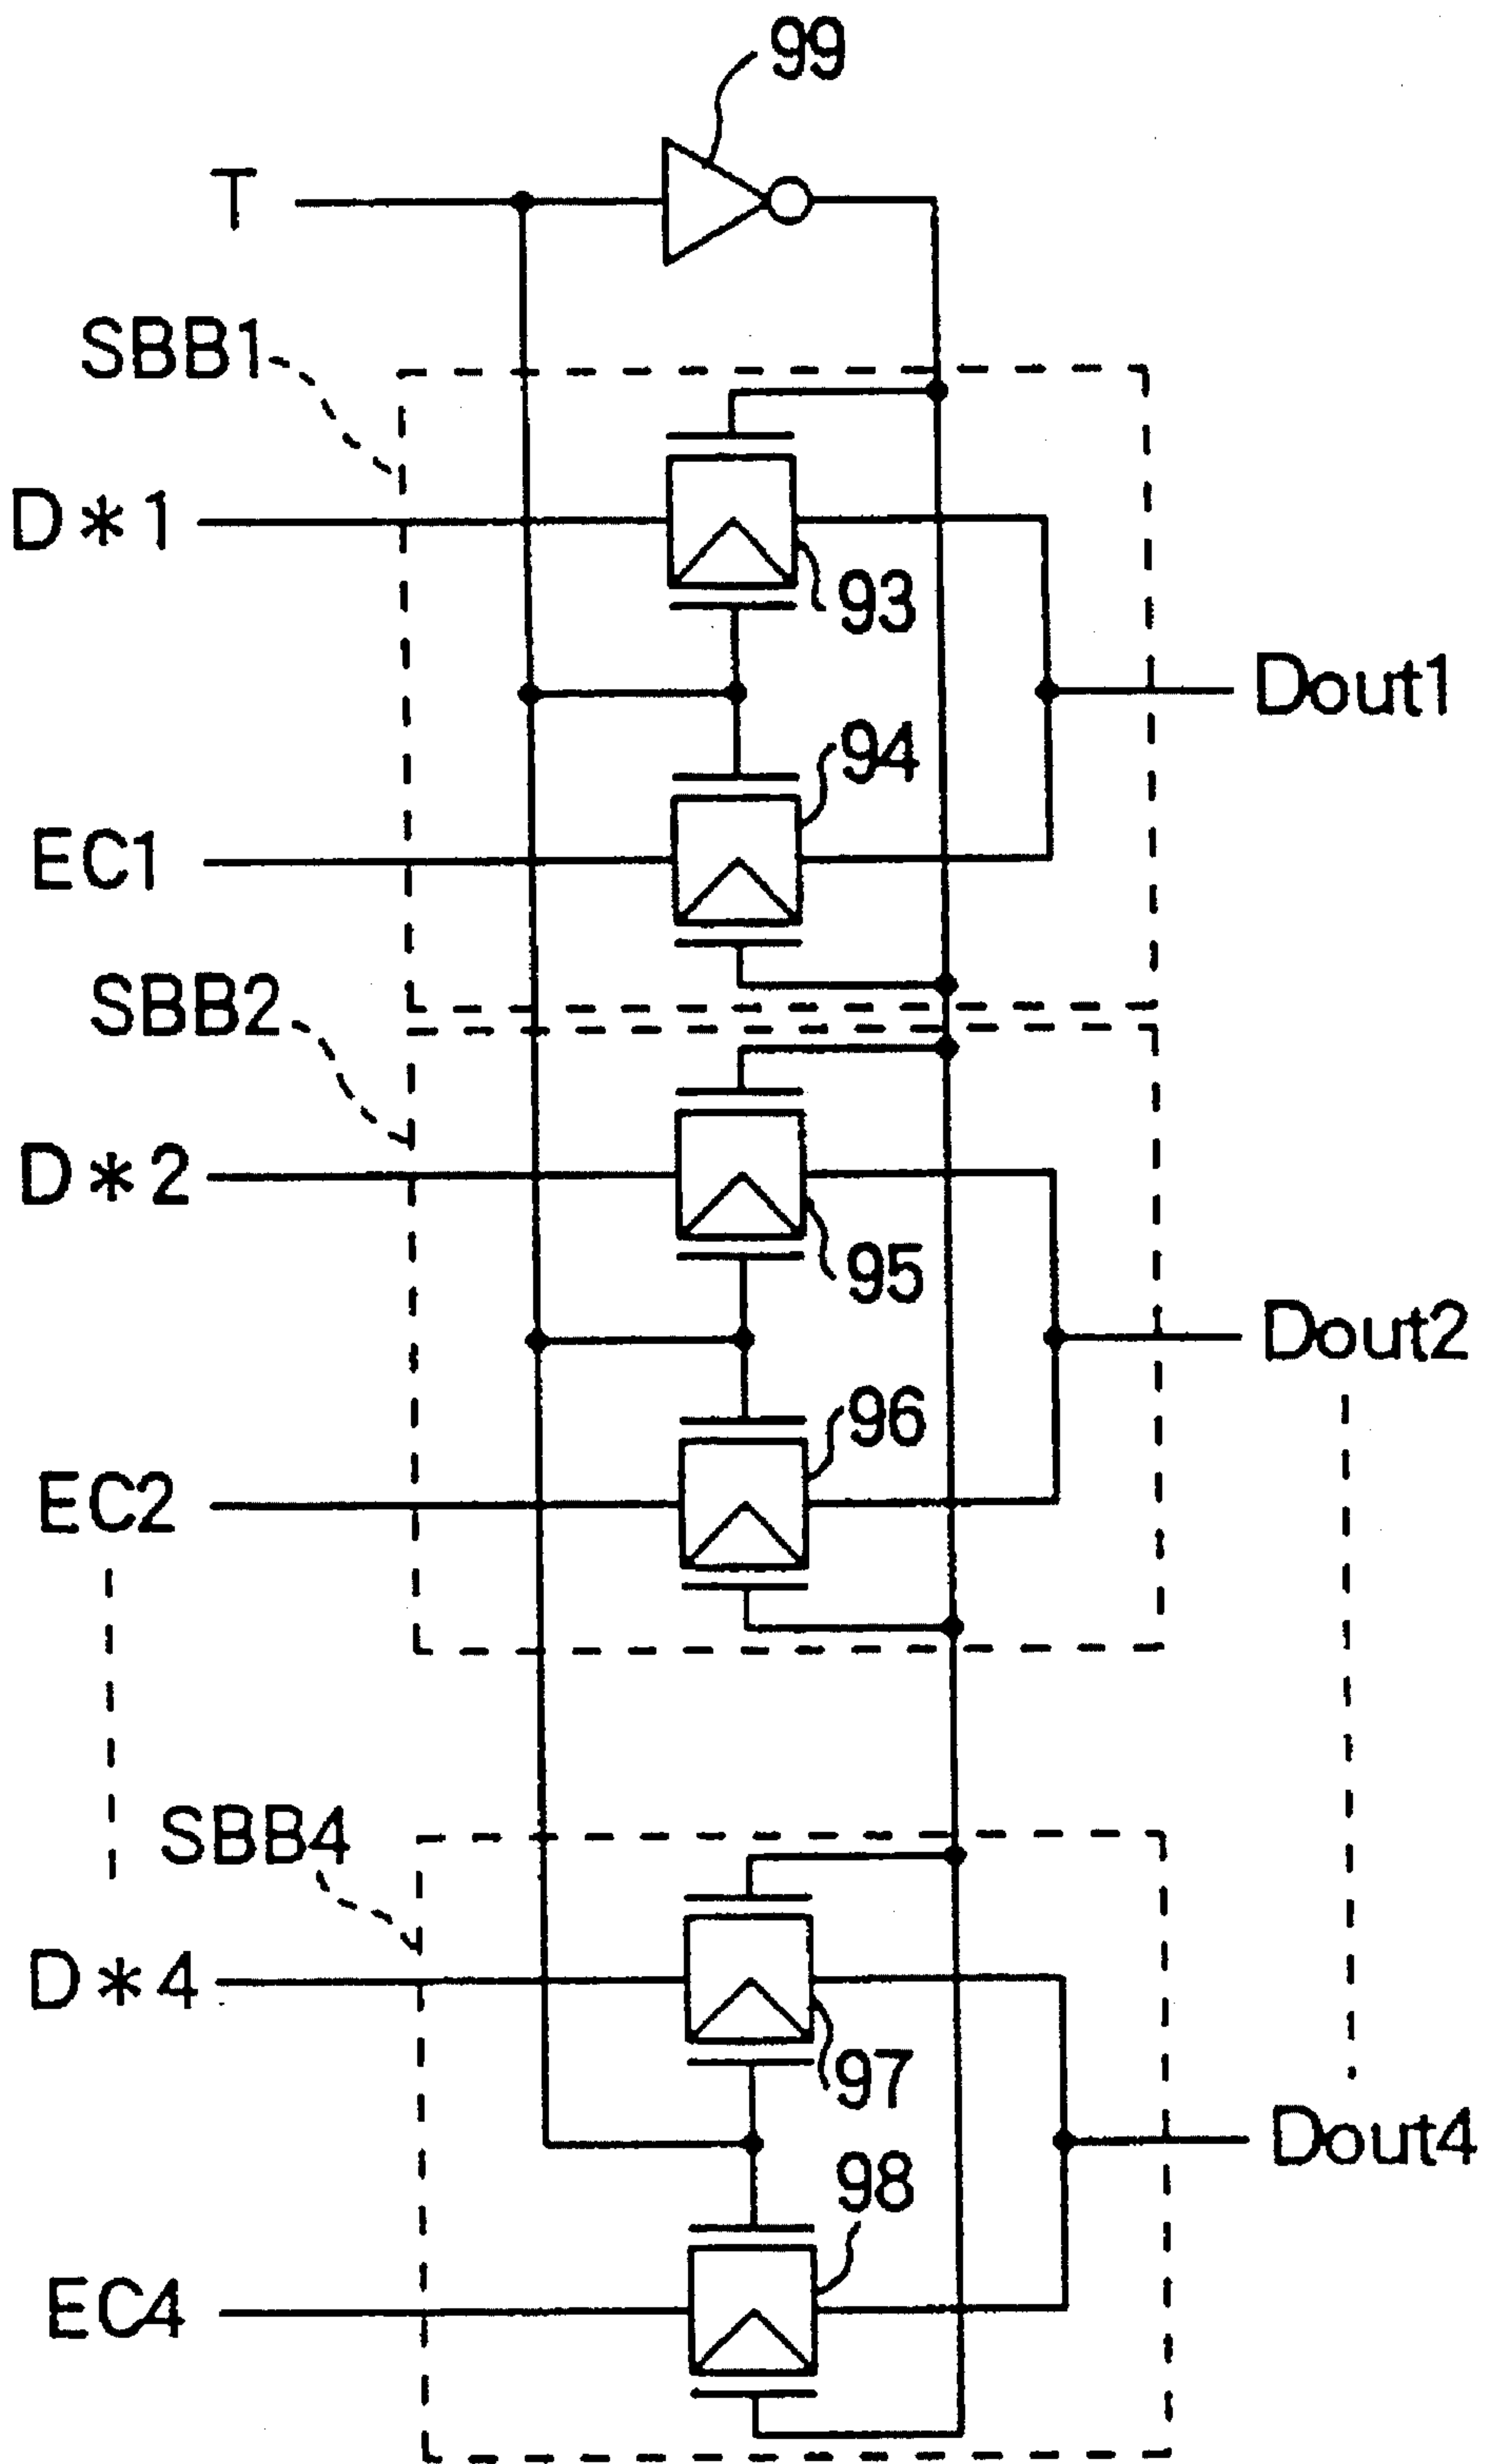 99
T
SBB1
D*1
93
Dout1
94
EC1
SBB2
D*2
95
Dout2
96
EC2
SBB4
D*4
97
Dout4
98
EC4